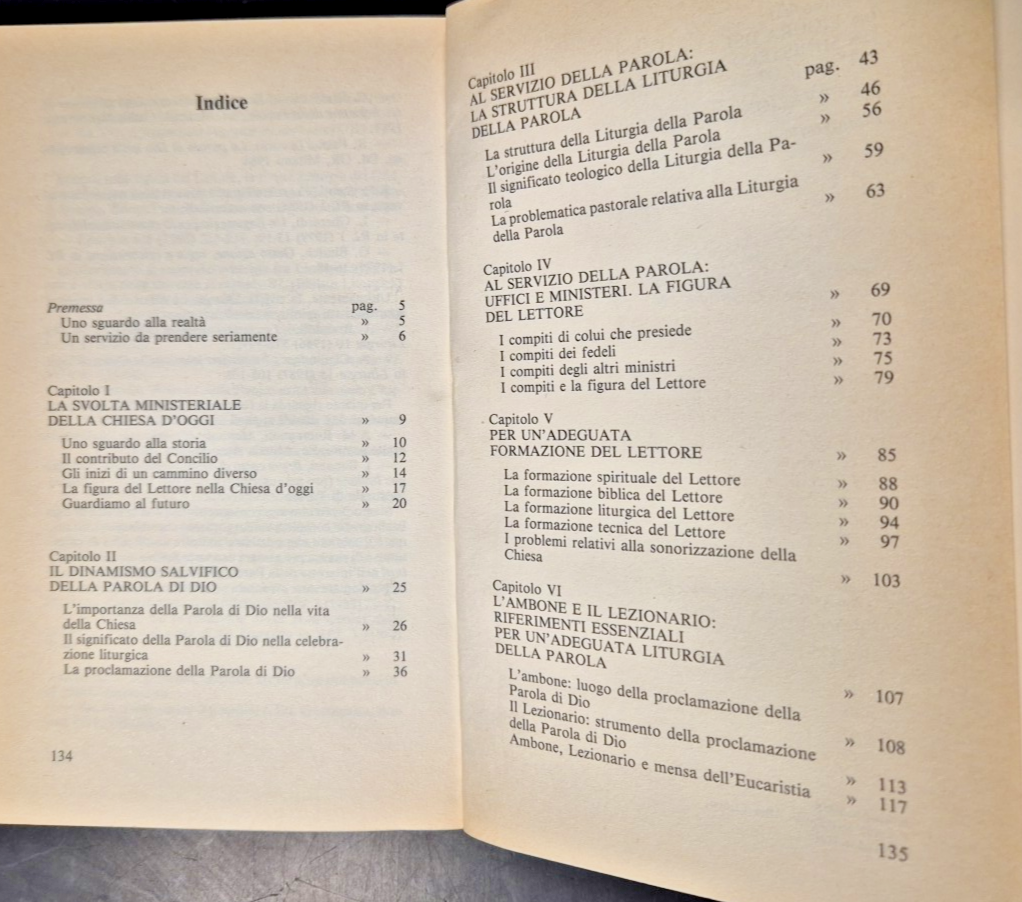 Indice
Premessa pag. 5
Uno sguardo alla realtà » 5
Un servizio da prendere seriamente » 6
Capitolo I
LA SVOLTA MINISTERIALE
DELLA CHIESA D'OGGI » 9
Uno sguardo alla storia » 10
Il contributo del Concilio » 12
Gli inizi di un cammino diverso » 14
La figura del Lettore nella Chiesa d'oggi » 17
Guardiamo al futuro » 20
Capitolo II
IL DINAMISMO SALVIFICO
DELLA PAROLA DI DIO » 25
L'importanza della Parola di Dio nella vita
della Chiesa » 26
Il significato della Parola di Dio nella celebra-
zione liturgica » 31
La proclamazione della Parola di Dio » 36
134
Capitolo III
AL SERVIZIO DELLA PAROLA:
LA STRUTTURA DELLA LITURGIA
DELLA PAROLA pag. 43
La struttura della Liturgia della Parola » 46
L'origine della Liturgia della Parola » 56
Il significato teologico della Liturgia della Pa-
rola » 59
La problematica pastorale relativa alla Liturgia
della Parola » 63
Capitolo IV
AL SERVIZIO DELLA PAROLA:
UFFICI E MINISTERI. LA FIGURA
DEL LETTORE » 69
I compiti di colui che presiede » 70
I compiti dei fedeli » 73
I compiti degli altri ministri » 75
I compiti e la figura del Lettore » 79
Capitolo V
PER UN'ADEGUATA
FORMAZIONE DEL LETTORE » 85
La formazione spirituale del Lettore » 88
La formazione biblica del Lettore » 90
La formazione liturgica del Lettore » 94
La formazione tecnica del Lettore » 97
I problemi relativi alla sonorizzazione della
Chiesa » 103
Capitolo VI
L'AMBONE E IL LEZIONARIO:
RIFERIMENTI ESSENZIALI
PER UN'ADEGUATA LITURGIA
DELLA PAROLA » 107
L'ambone: luogo della proclamazione della
Parola di Dio » 108
Il Lezionario: strumento della proclamazione
della Parola di Dio » 113
Ambone, Lezionario e mensa dell'Eucaristia » 117
135